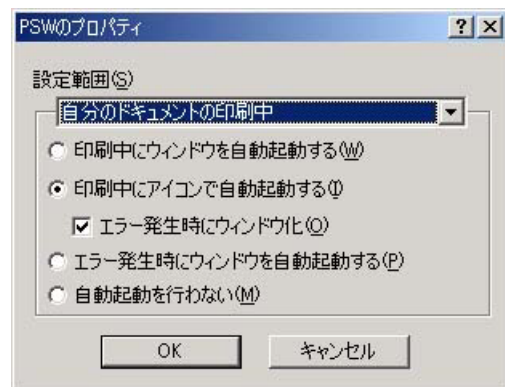 PSWのプロパティ
設定範囲(S)
自分のドキュメントの印刷中
印刷中にウィンドウを自動起動する(W)
印刷中にアイコンで自動起動する(I)
エラー発生時にウィンドウ化(O)
エラー発生時にウィンドウを自動起動する(P)
自動起動を行わない(M)
OK キャンセル